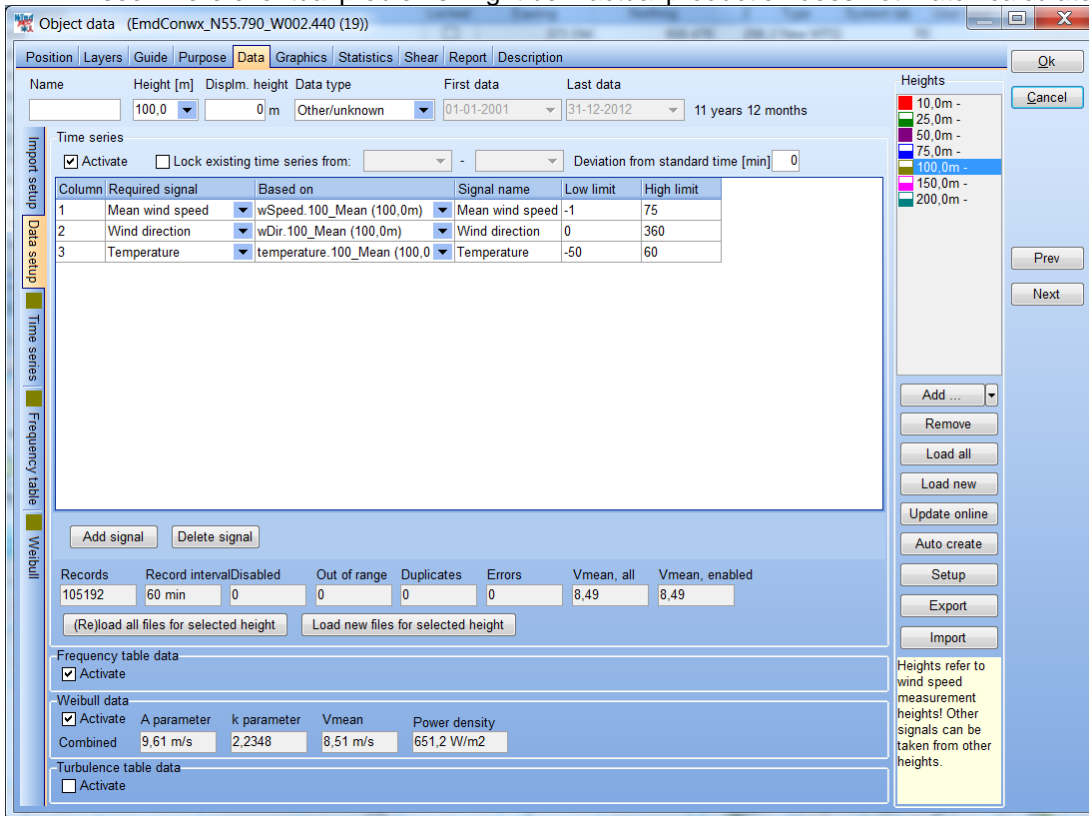 Object data (EmdConwx_N55.790_W002.440 (19))
Position Layers Guide Purpose Data Graphics Statistics Shear Report Description
Ok
Cancel
Prev
Next
Name Height [m] Displm. height Data type First data Last data
100,0 0 m Other/unknown 01-01-2001 31-12-2012 11 years 12 months
Import setup
Data setup
Time series
Frequency table
Weibull
Time series
Activate Lock existing time series from: - Deviation from standard time [min] 0
Column Required signal Based on Signal name Low limit High limit
1 Mean wind speed wSpeed.100_Mean (100,0m) Mean wind speed -1 75
2 Wind direction wDir.100_Mean (100,0m) Wind direction 0 360
3 Temperature temperature.100_Mean (100,0 Temperature -50 60
Add signal Delete signal
Records Record interval Disabled Out of range Duplicates Errors Vmean, all Vmean, enabled
105192 60 min 0 0 0 0 8,49 8,49
(Re)load all files for selected height Load new files for selected height
Frequency table data
Activate
Weibull data
Activate A parameter k parameter Vmean Power density
Combined 9,61 m/s 2,2348 8,51 m/s 651,2 W/m2
Turbulence table data
Activate
Heights
10,0m -
25,0m -
50,0m -
75,0m -
100,0m -
150,0m -
200,0m -
Add ...
Remove
Load all
Load new
Update online
Auto create
Setup
Export
Import
Heights refer to
wind speed
measurement
heights! Other
signals can be
taken from other
heights.